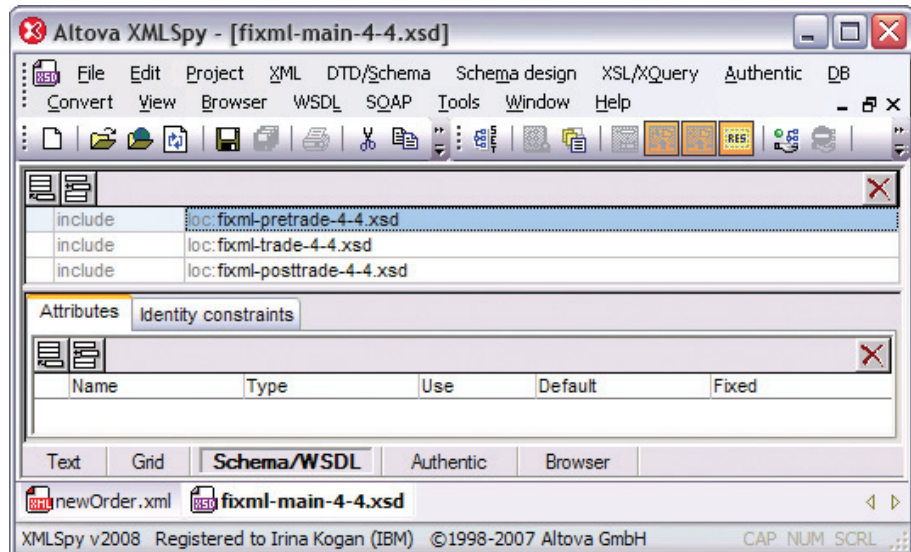 Altova XMLSpy - [fixml-main-4-4.xsd]
File Edit Project XML DTD/Schema Schema design XSL/XQuery Authentic DB
Convert View Browser WSDL SOAP Tools Window Help
include loc:fixml-pretrade-4-4.xsd
include loc:fixml-trade-4-4.xsd
include loc:fixml-posttrade-4-4.xsd
Attributes Identity constraints
Name Type Use Default Fixed
Text Grid Schema/WSDL Authentic Browser
newOrder.xml fixml-main-4-4.xsd
XMLSpy v2008 Registered to Irina Kogan (IBM) ©1998-2007 Altova GmbH CAP NUM SCRL